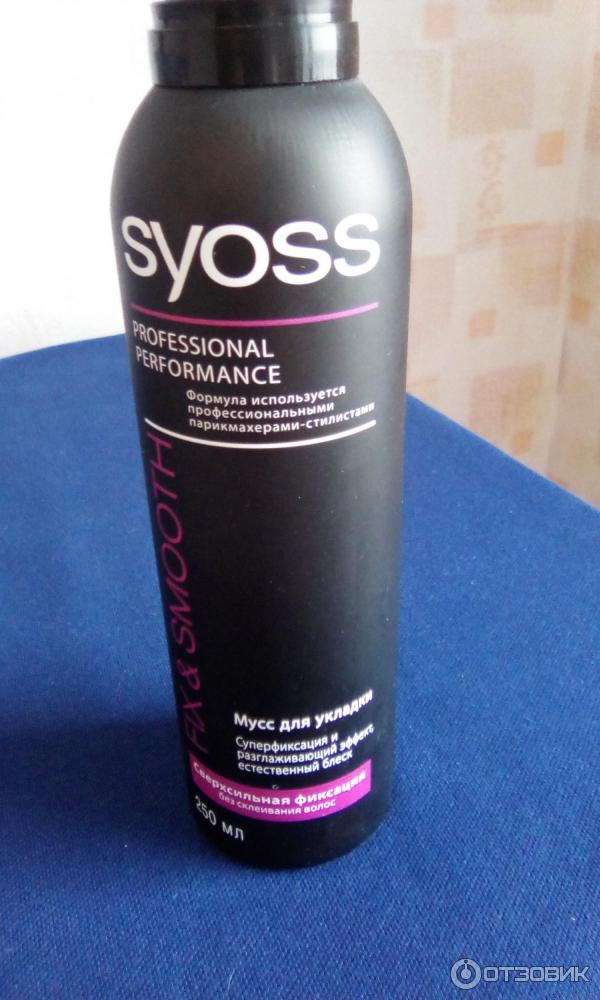 syoss
PROFESSIONAL
PERFORMANCE
Формула используется
профессиональными
парикмахерами-стилистами
FIX & SMOOTH
Мусс для укладки
Суперфиксация и
разглаживающий эффект,
естественный блеск
Сверхсильная фиксация
без склеивания волос
250 мл
ОТЗОВИК